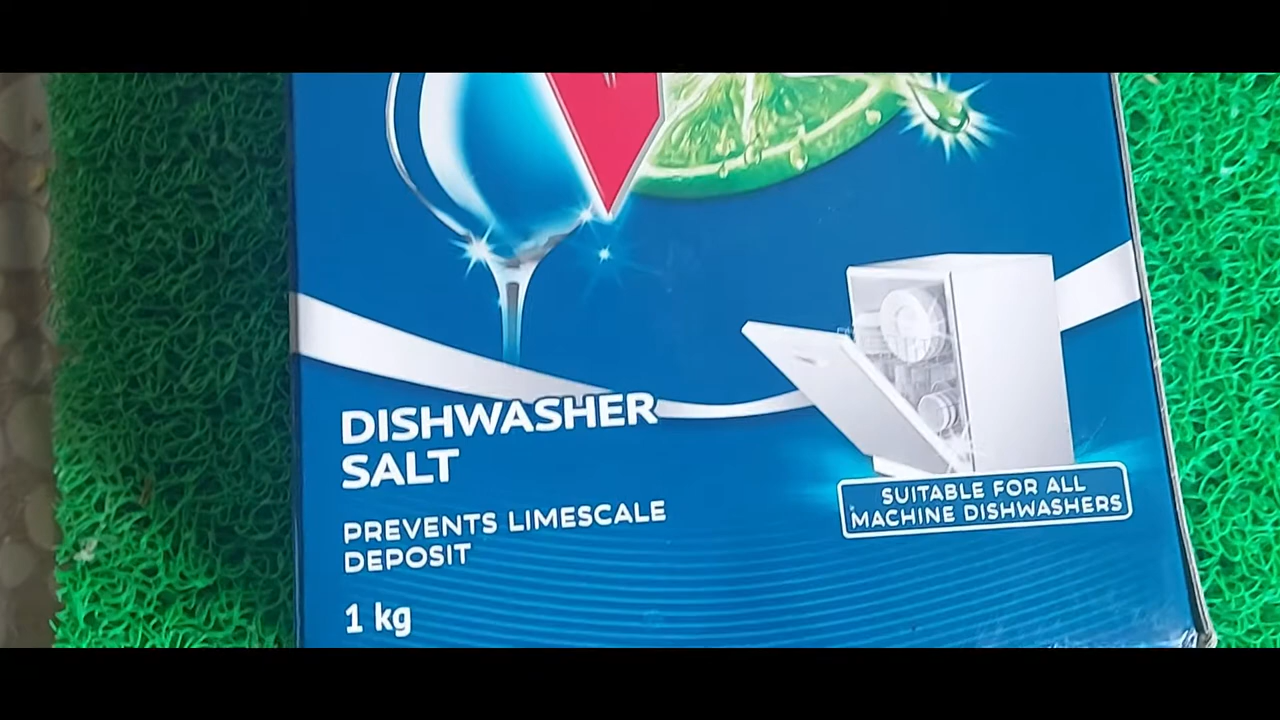 DISHWASHER
SALT
PREVENTS LIMESCALE
DEPOSIT
1 kg
SUITABLE FOR ALL
MACHINE DISHWASHERS